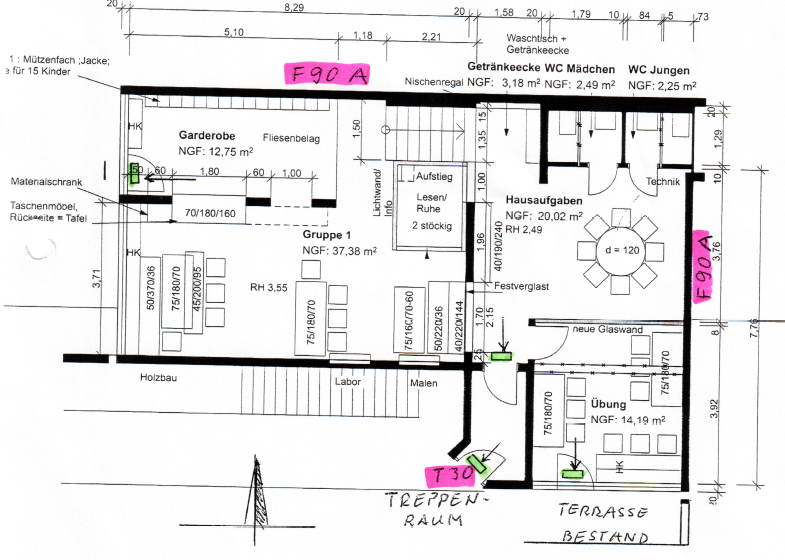 20
8,29
20
1,58
20
1,79
10
84
5
73
5,10
1,18
2,21
Waschtisch +
Getränkeecke
1 : Mützenfach ;Jacke;
für 15 Kinder
F 90 A
Nischenregal
Getränkeecke
NGF: 3,18 m²
WC Mädchen
NGF: 2,49 m²
WC Jungen
NGF: 2,25 m²
HK
Garderobe
NGF: 12,75 m²
Fliesenbelag
1,50
15
1,35
20
1,29
60
1,80
60
1,00
1,00
10
Materialschrank
Taschenmöbel,
Rückseite = Tafel
70/180/160
Lichtwand/
Info
Aufstieg
Lesen/
Ruhe
2 stöckig
Technik
Hausaufgaben
NGF: 20,02 m²
RH 2,49
Gruppe 1
NGF: 37,38 m²
HK
1,96
40/190/240
d = 120
F 90 A
3,76
3,71
50/370/36
75/180/70
45/200/95
RH 3,55
75/180/70
75/160/70-60
50/220/36
40/220/144
Festverglast
1,70
2,15
25
neue Glaswand
8
7,76
Holzbau
Labor
Malen
75/180/70
75/180/70
Übung
NGF: 14,19 m²
3,92
HK
T 30
20
TREPPEN-
RAUM
TERRASSE
BESTAND